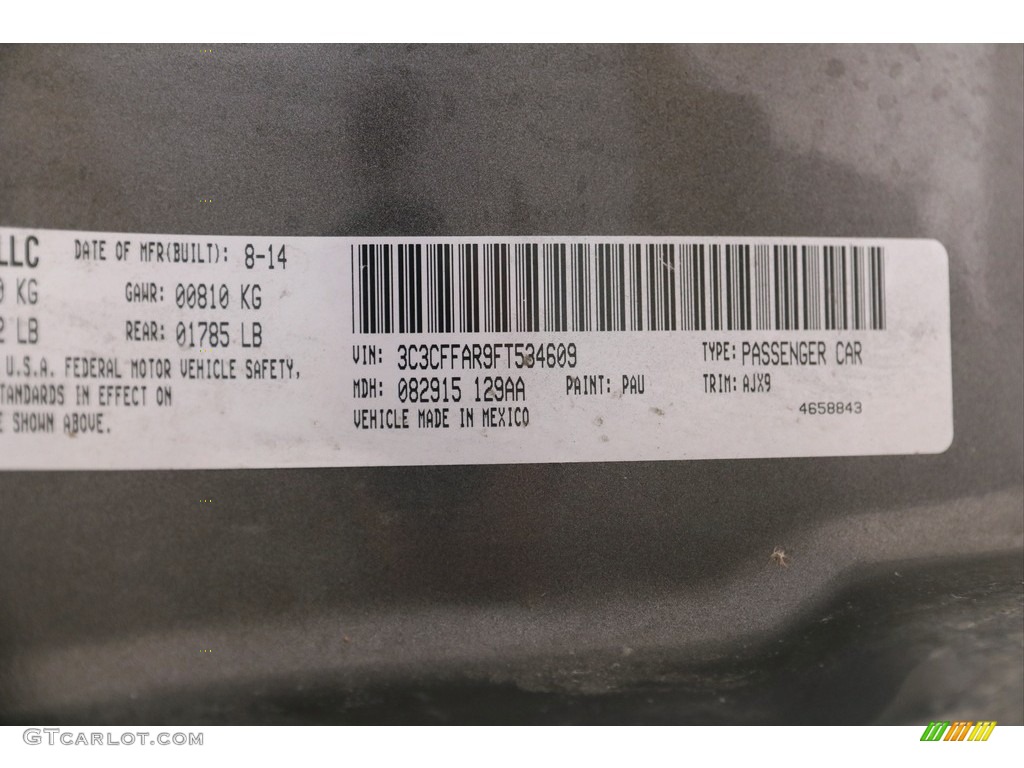 LLC DATE OF MFR(BUILT): 8-14
KG GAWR: 00810 KG
LB REAR: 01785 LB
U.S.A. FEDERAL MOTOR VEHICLE SAFETY,
TANDARDS IN EFFECT ON
E SHOWN ABOVE.
VIN: 3C3CFFAR9FT534609 TYPE: PASSENGER CAR
MDH: 082915 129AA PAINT: PAU TRIM: AJX9
VEHICLE MADE IN MEXICO 4658843
GTCarlot.com